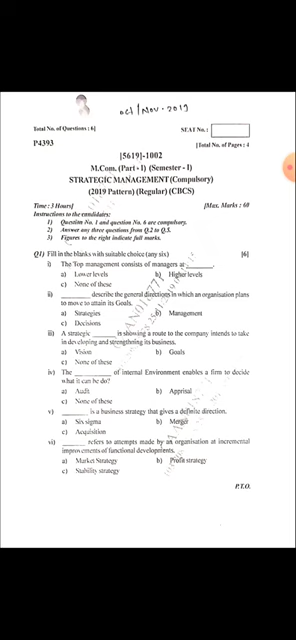 oct/Nov. 2019
Total No. of Questions : 6]
SEAT No. :
P4393
[Total No. of Pages : 4
[5619]-1002
M.Com. (Part - I) (Semester - I)
STRATEGIC MANAGEMENT (Compulsory)
(2019 Pattern) (Regular) (CBCS)
Time : 3 Hours]
[Max. Marks : 60
Instructions to the candidates:
1) Question No. 1 and question No. 6 are compulsary.
2) Answer any three questions from Q.2 to Q.5.
3) Figures to the right indicate full marks.
Q1) Fill in the blanks with suitable choice (any six). [6]
i) The Top management consists of managers at ______.
a) Lower levels b) Higher levels
c) None of these
ii) ______ describe the general directions in which an organisation plans
to move to attain its Goals.
a) Strategies b) Management
c) Decisions
iii) A strategic ______ is showing a route to the company intends to take
in developing and strengthning its business.
a) Vision b) Goals
c) None of these
iv) The ______ of internal Environment enables a firm to decide
what it can be do?
a) Audit b) Apprisal
c) None of these
v) ______ is a business strategy that gives a definite direction.
a) Six sigma b) Merger
c) Acquisition
vi) ______ refers to attempts made by an organisation at incremental
improvements of functional developments.
a) Market Strategy b) Profit strategy
c) Stability strategy
P.T.O.